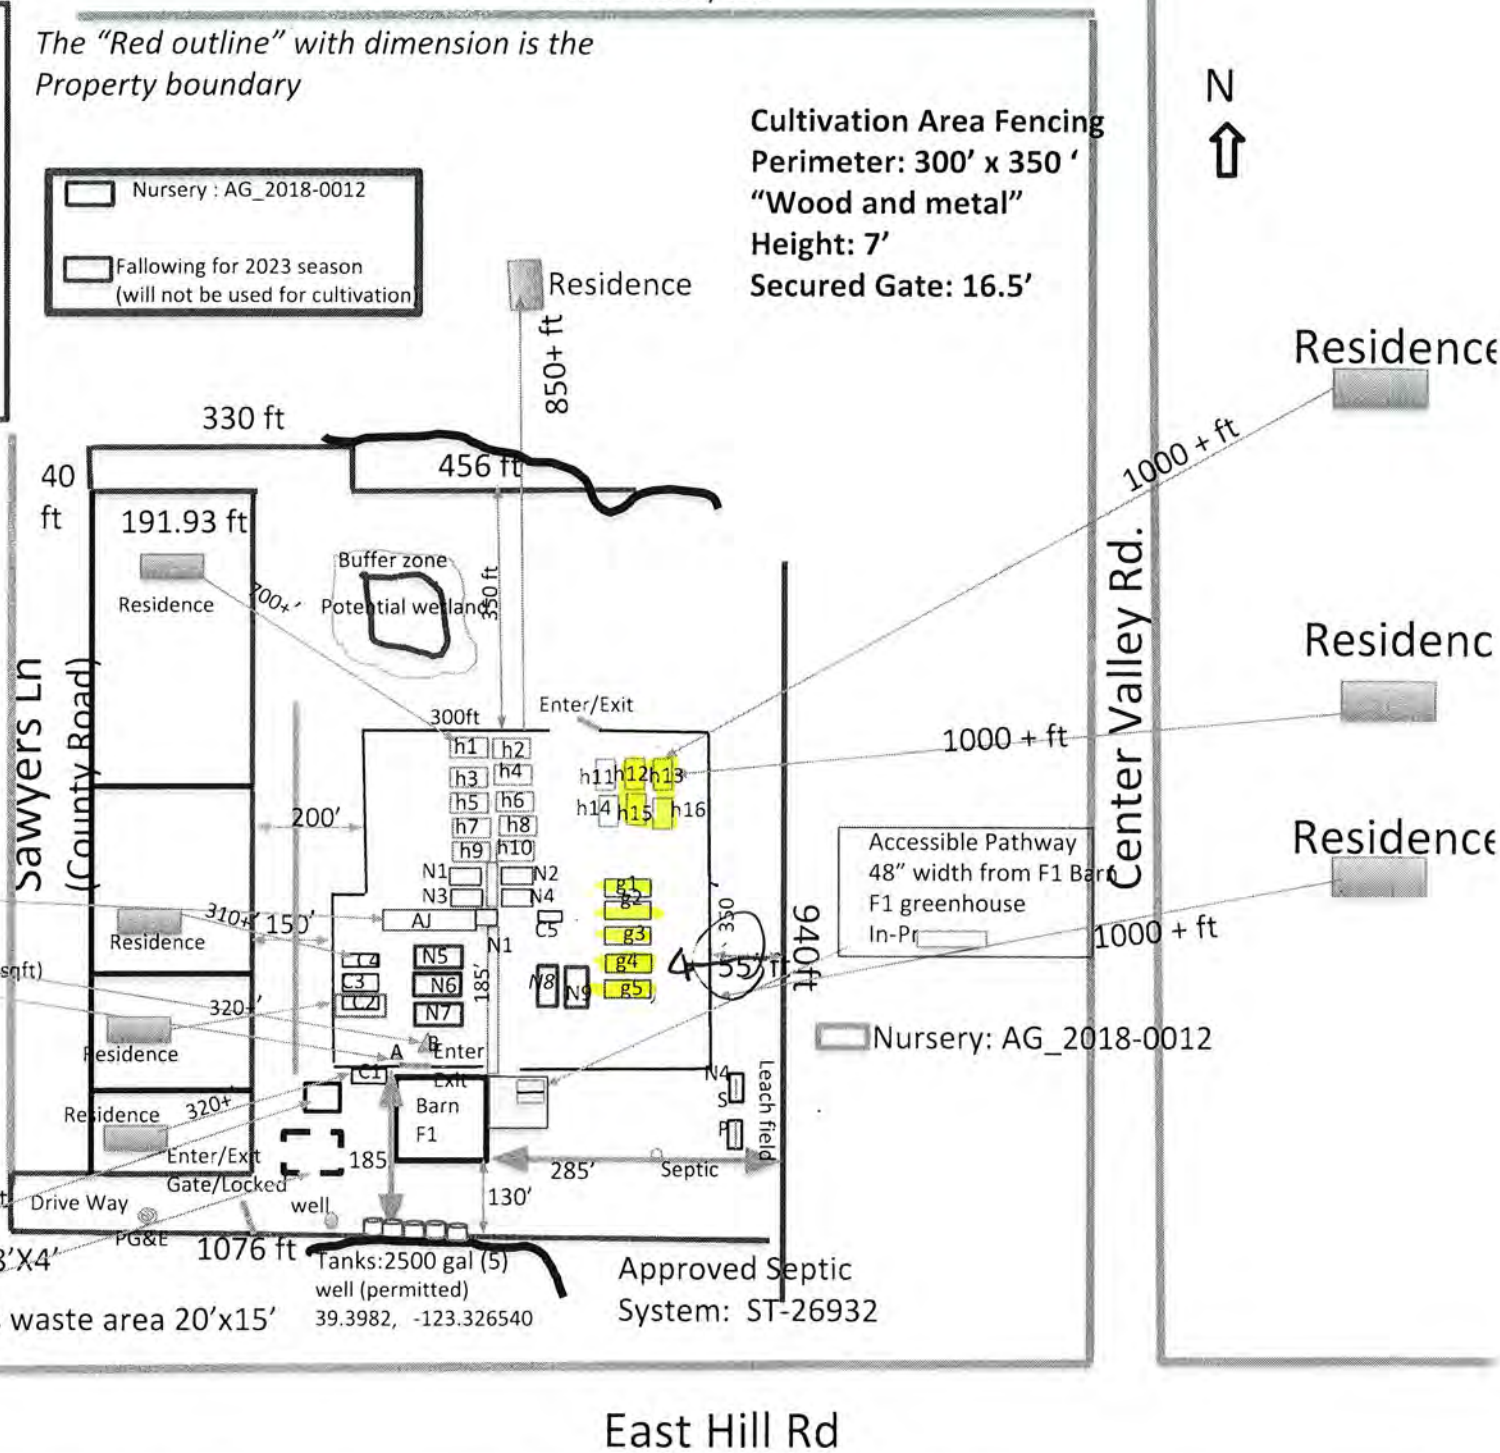 The “Red outline” with dimension is the
Property boundary
N
Cultivation Area Fencing
Perimeter: 300’ x 350 ‘
“Wood and metal”
Height: 7’
Secured Gate: 16.5’
Nursery : AG_2018-0012
Fallowing for 2023 season
(will not be used for cultivation)
Residence
850+ ft
Residence
1000 + ft
330 ft
456 ft
40
ft
191.93 ft
Residence
700+’
Buffer zone
Potential wetland
350 ft
Center Valley Rd.
Residenc
1000 + ft
Sawyers Ln
(County Road)
300ft
Enter/Exit
h1
h2
h3
h4
h5
h6
h7
h8
h9
h10
h11
h12
h13
h14
h15
h16
200’
N1
N2
N3
N4
AJ
N1
C5
g1
g2
g3
g4
g5
350’
55’ ft
940ft
Accessible Pathway
48” width from F1 Barn
F1 greenhouse
In-Pr
Residence
1000 + ft
Residence
310+’
150’
sqft)
C4
C3
C2
N5
N6
N7
185’
N8
N9
320+’
Residence
A
B
Enter
Exit
C1
Nursery: AG_2018-0012
Barn
F1
N4
S
P
Leach field
Residence
320+’
Enter/Exit
Gate/Locked
185
285’
Septic
130’
Drive Way
PG&E
well
1076 ft
3’X4’
waste area 20’x15’
Tanks:2500 gal (5)
well (permitted)
39.3982, -123.326540
Approved Septic
System: ST-26932
East Hill Rd